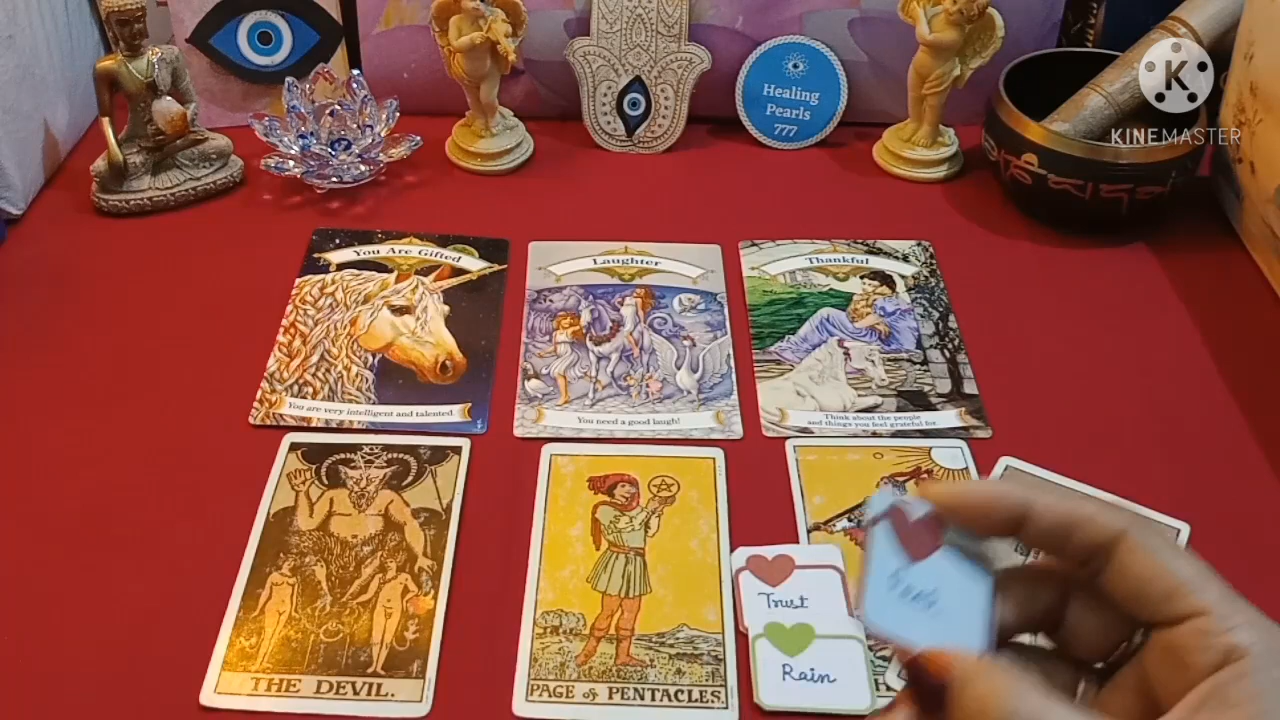 Healing
Pearls
777
KINEMASTER
You Are Gifted
You are very intelligent and talented.
Laughter
You need a good laugh!
Thankful
Think about the people
and things you feel grateful for.
XV
THE DEVIL.
PAGE of PENTACLES.
Trust
Rain